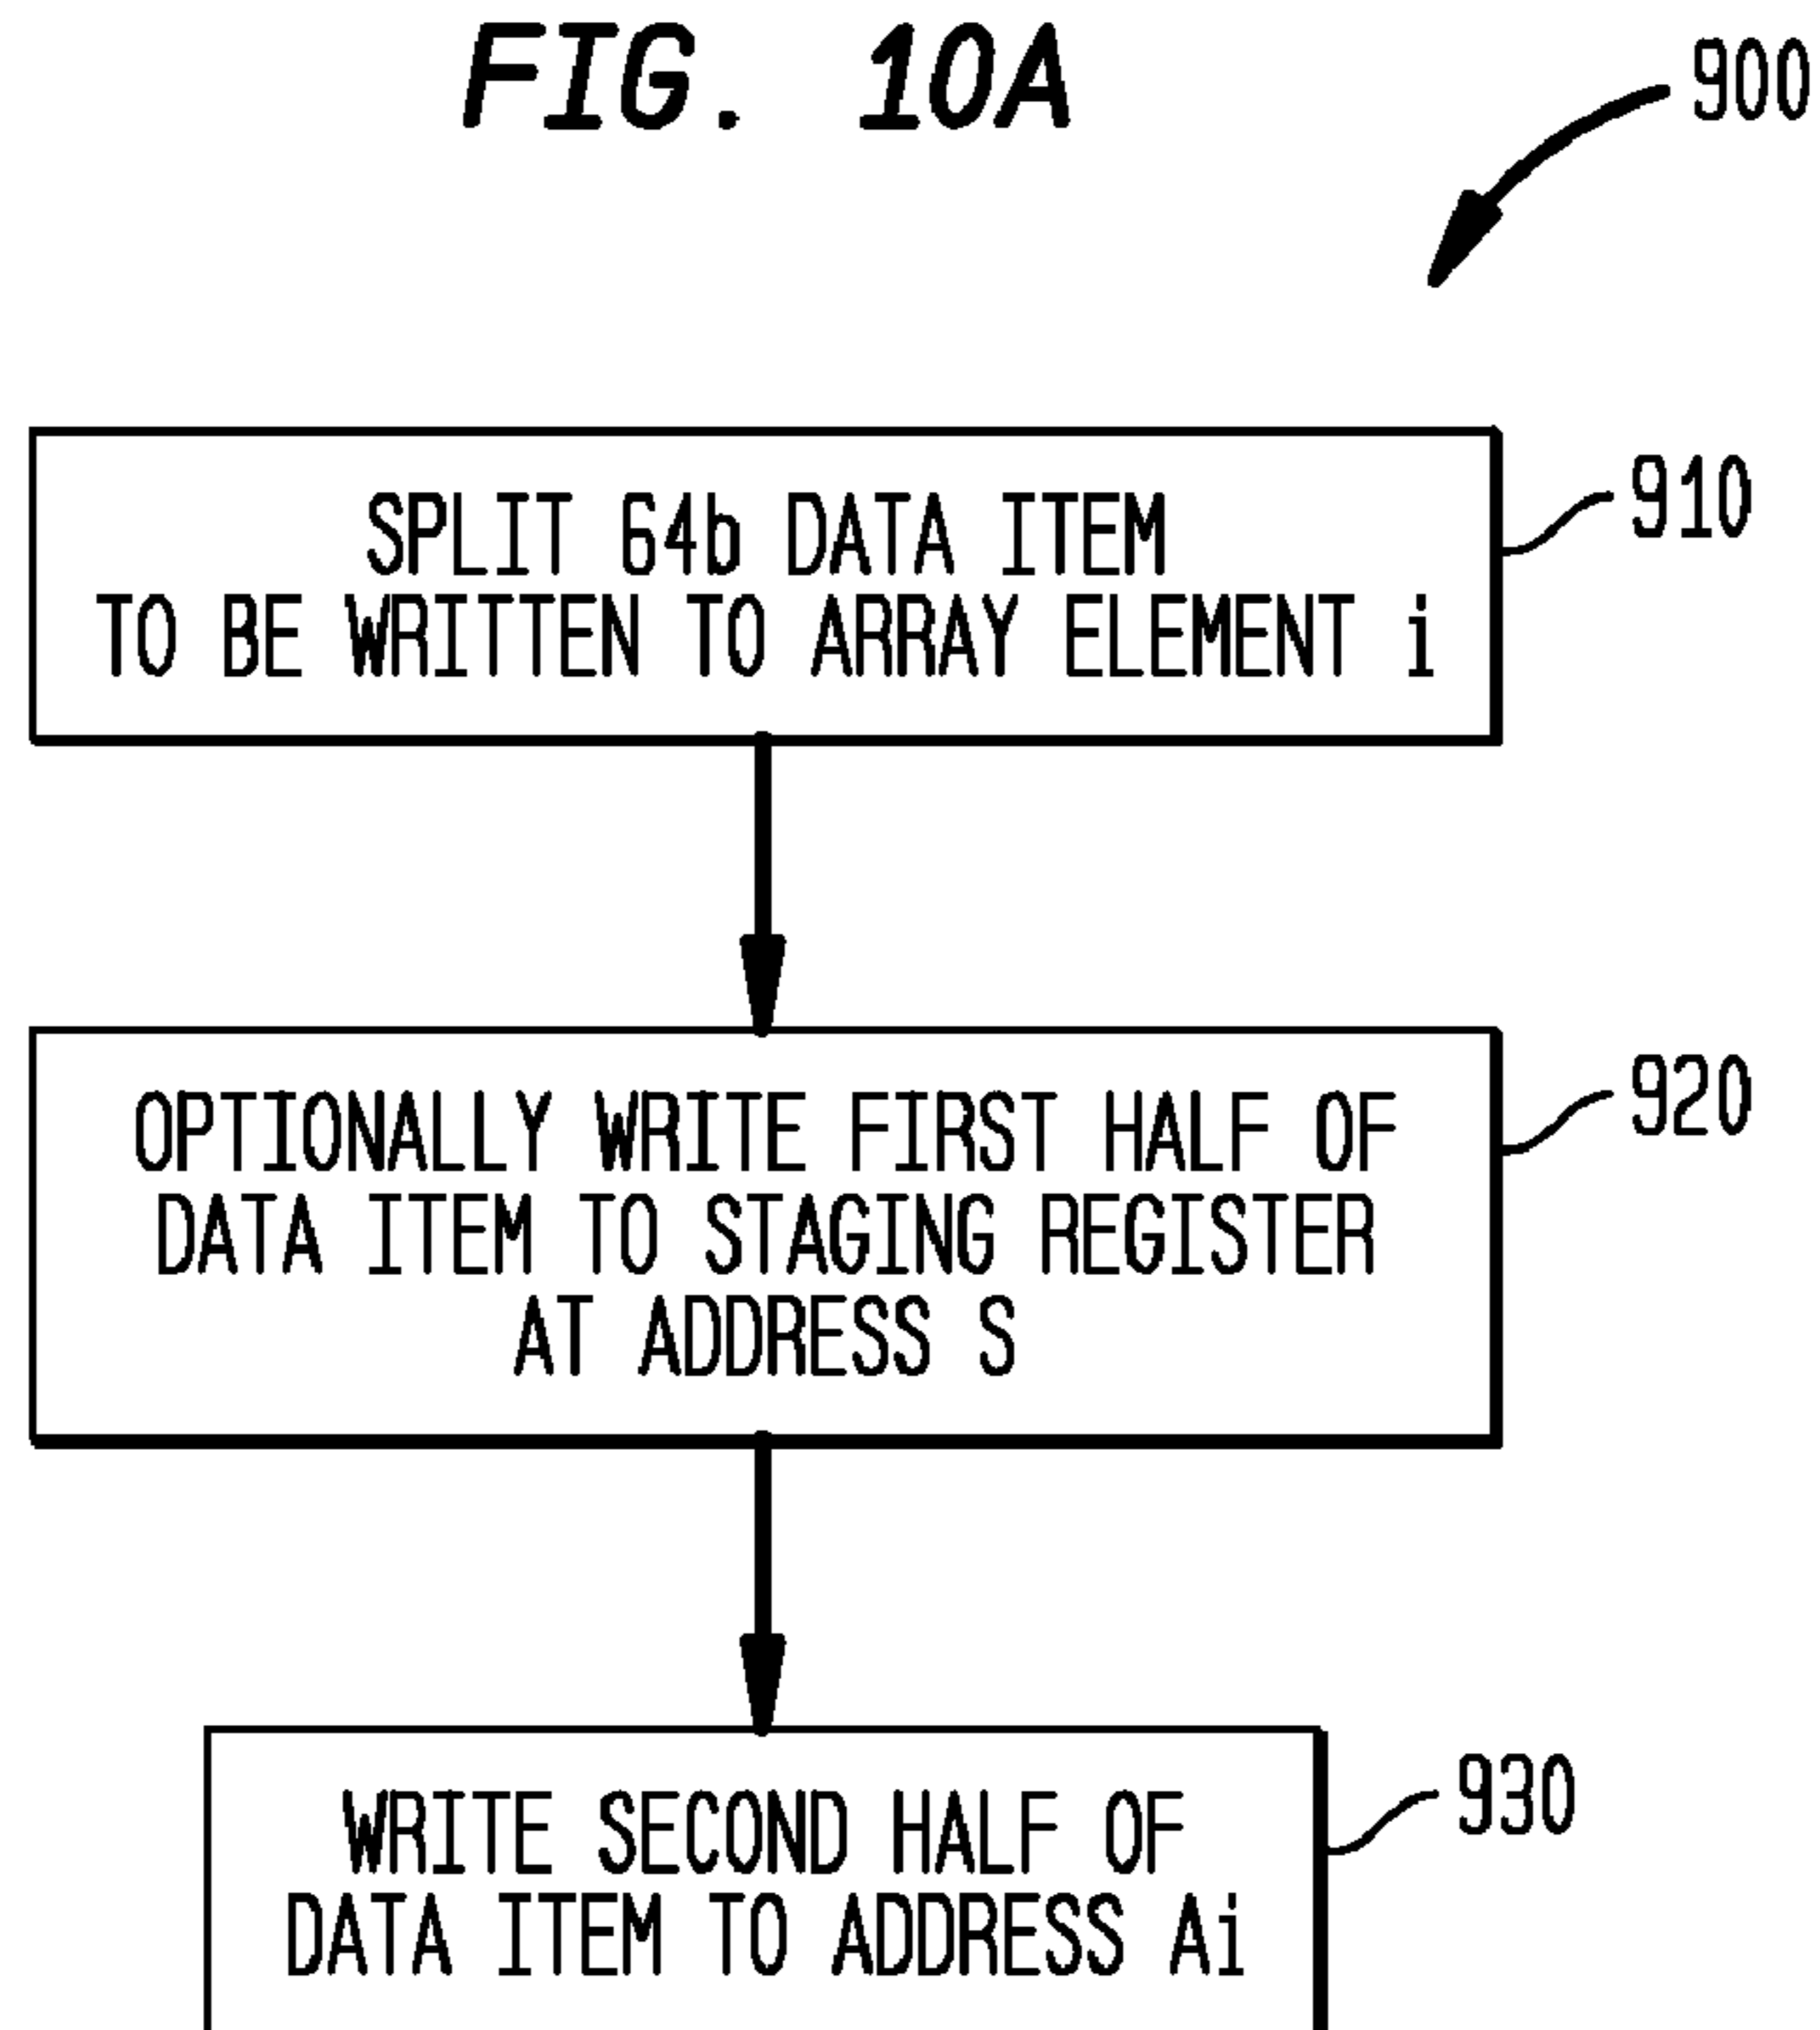 FIG. 10A
900
SPLIT 64b DATA ITEM
TO BE WRITTEN TO ARRAY ELEMENT i
910
OPTIONALLY WRITE FIRST HALF OF
DATA ITEM TO STAGING REGISTER
AT ADDRESS S
920
WRITE SECOND HALF OF
DATA ITEM TO ADDRESS Ai
930